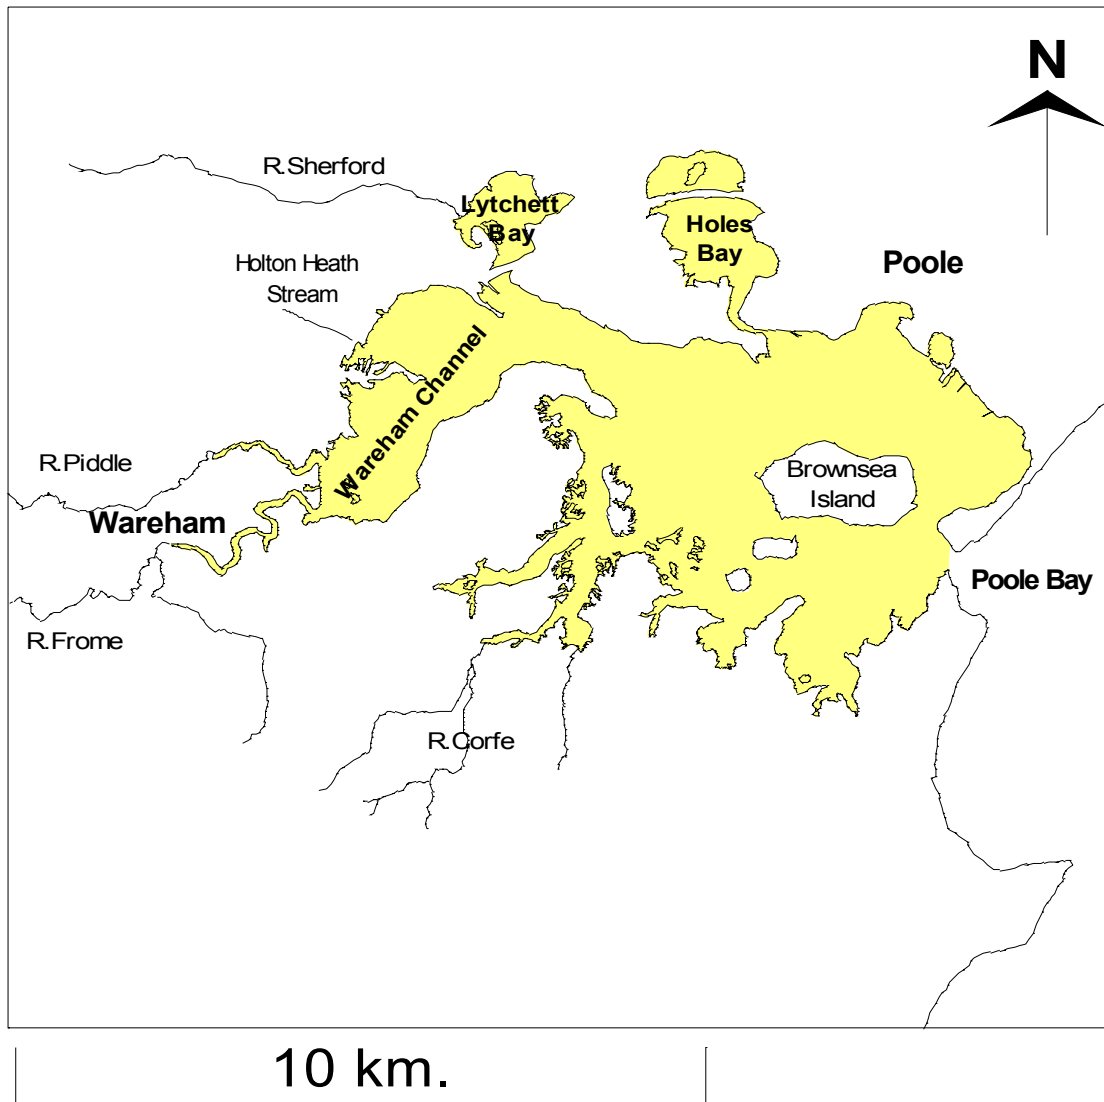 N
R.Sherford
Lytchett
Bay
Holes
Bay
Poole
Holton Heath
Stream
Wareham Channel
R.Piddle
Brownsea
Island
Wareham
Poole Bay
R.Frome
R.Corfe
10 km.